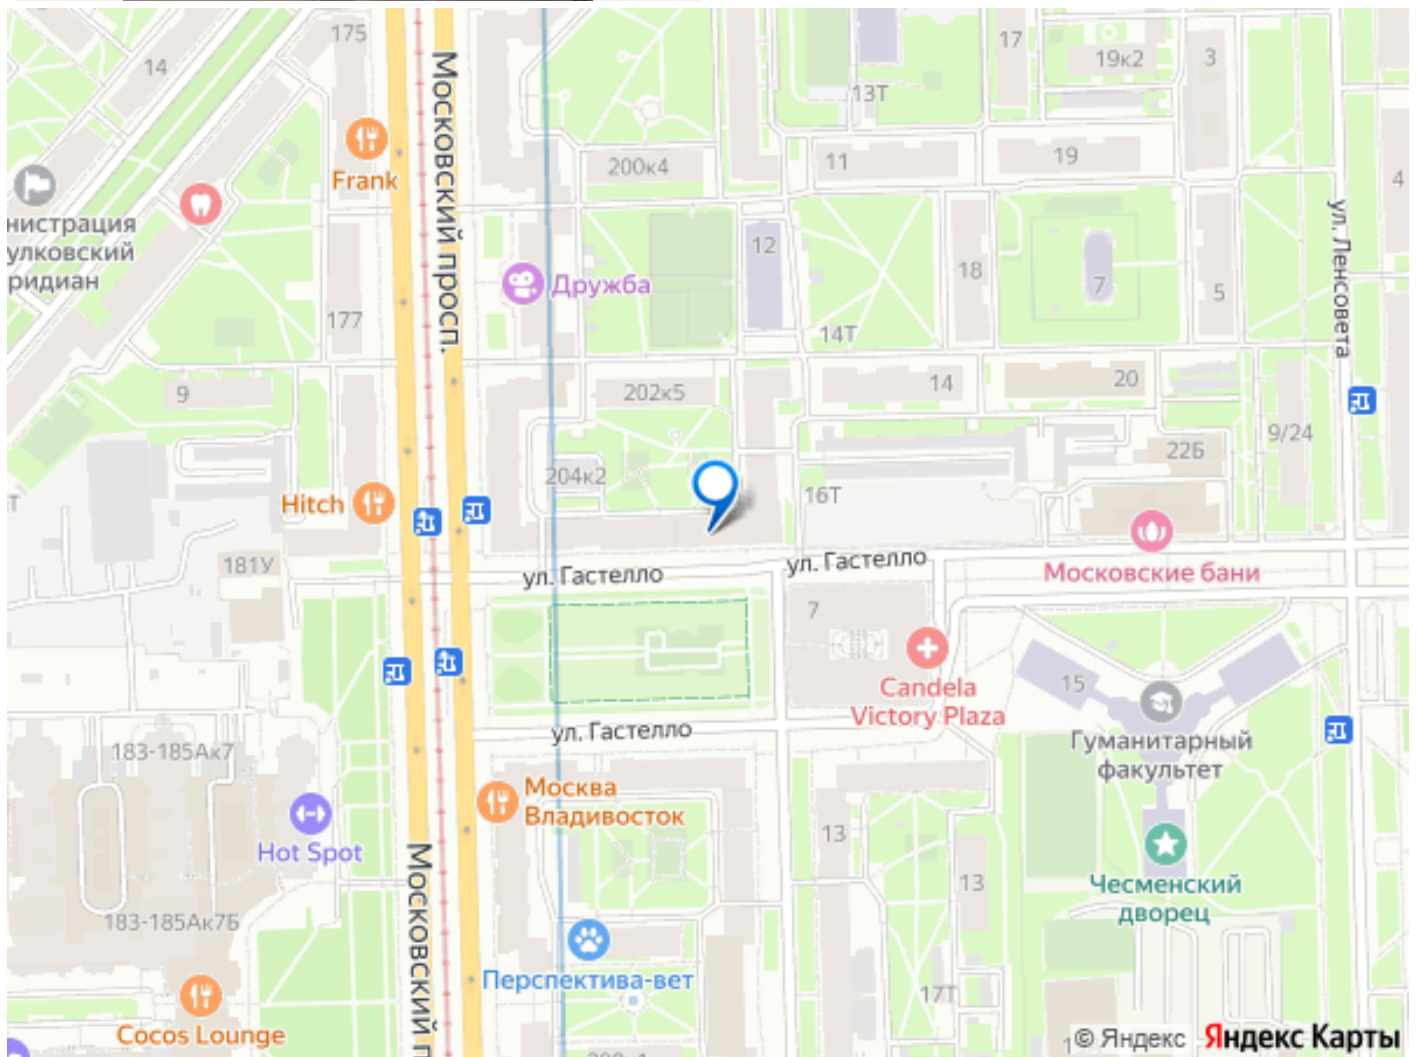 175
14
17
19к2
3
13Т
Frank
200к4
11
19
4
нистрация
улковский
ридиан
Московский просп.
12
18
7
5
ул. Ленсовета
Дружба
177
14Т
9
202к5
14
20
9/24
22Б
204к2
16Т
Hitch
Т
181У
ул. Гастелло
ул. Гастелло
Московские бани
7
15
Candela
Victory Plaza
ул. Гастелло
Гуманитарный
факультет
183-185Ак7
Москва
Владивосток
Hot Spot
13
13
Чесменский
дворец
183-185Ак7Б
Московский п
Перспектива-вет
17Т
Cocos Lounge
© Яндекс
Яндекс Карты